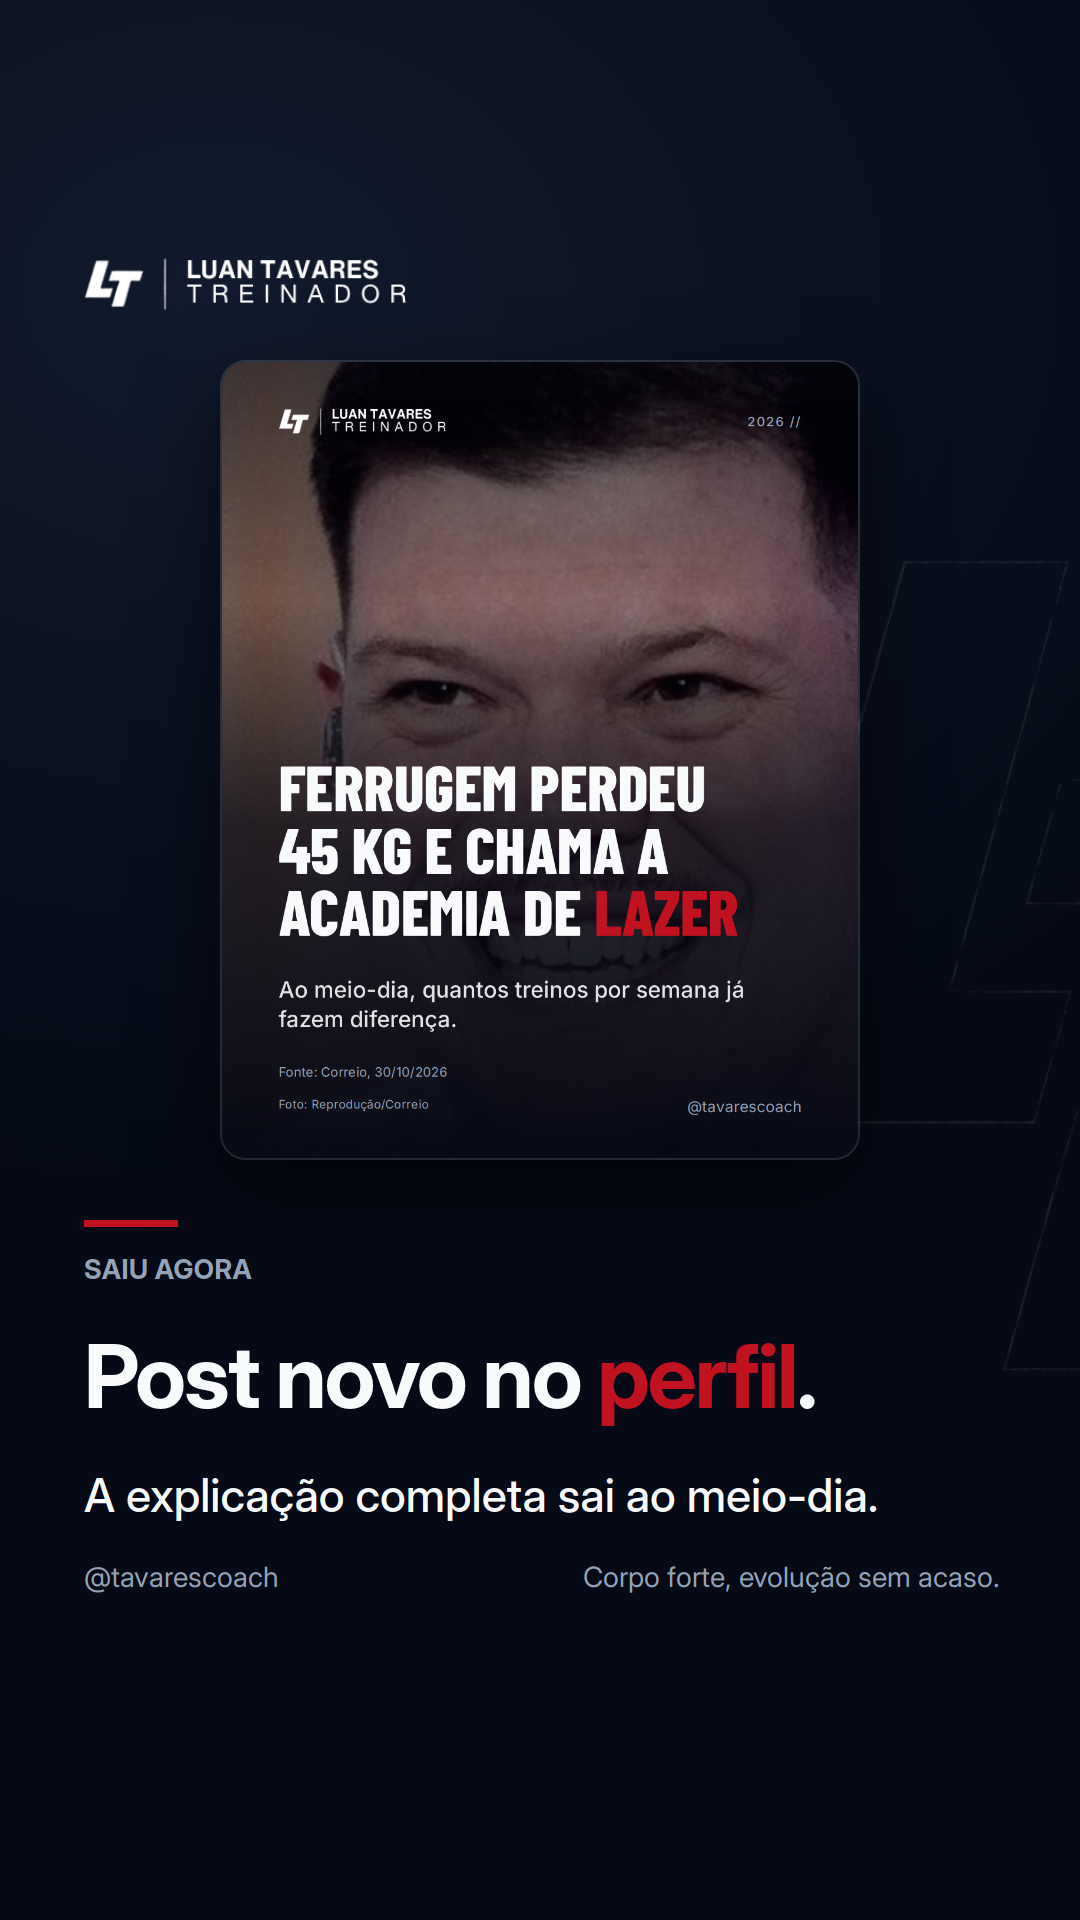 LT | LUAN TAVARES
TREINADOR
LT | LUAN TAVARES
TREINADOR
2026 //
FERRUGEM PERDEU
45 KG E CHAMA A
ACADEMIA DE LAZER
Ao meio-dia, quantos treinos por semana já
fazem diferença.
Fonte: Correio, 30/10/2026
Foto: Reprodução/Correio
@tavarescoach
SAIU AGORA
Post novo no perfil.
A explicação completa sai ao meio-dia.
@tavarescoach
Corpo forte, evolução sem acaso.